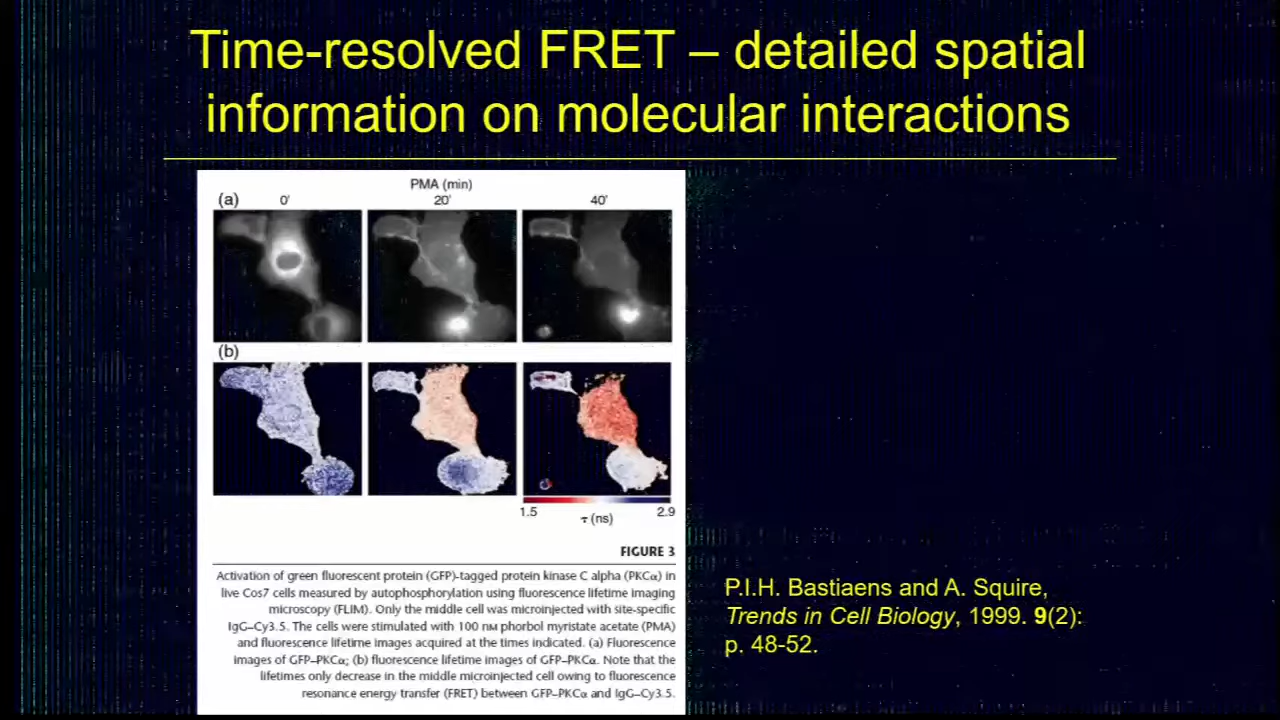 Time-resolved FRET – detailed spatial
information on molecular interactions
PMA (min)
(a) 0' 20' 40'
(b)
1.5 τ (ns) 2.9
FIGURE 3
Activation of green fluorescent protein (GFP)-tagged protein kinase C alpha (PKCα) in
live Cos7 cells measured by autophosphorylation using fluorescence lifetime imaging
microscopy (FLIM). Only the middle cell was microinjected with site-specific
IgG–Cy3.5. The cells were stimulated with 100 nM phorbol myristate acetate (PMA)
and fluorescence lifetime images acquired at the times indicated. (a) Fluorescence
images of GFP–PKCα; (b) fluorescence lifetime images of GFP–PKCα. Note that the
lifetimes only decrease in the middle microinjected cell owing to fluorescence
resonance energy transfer (FRET) between GFP–PKCα and IgG–Cy3.5.
P.I.H. Bastiaens and A. Squire,
Trends in Cell Biology, 1999. 9(2):
p. 48-52.